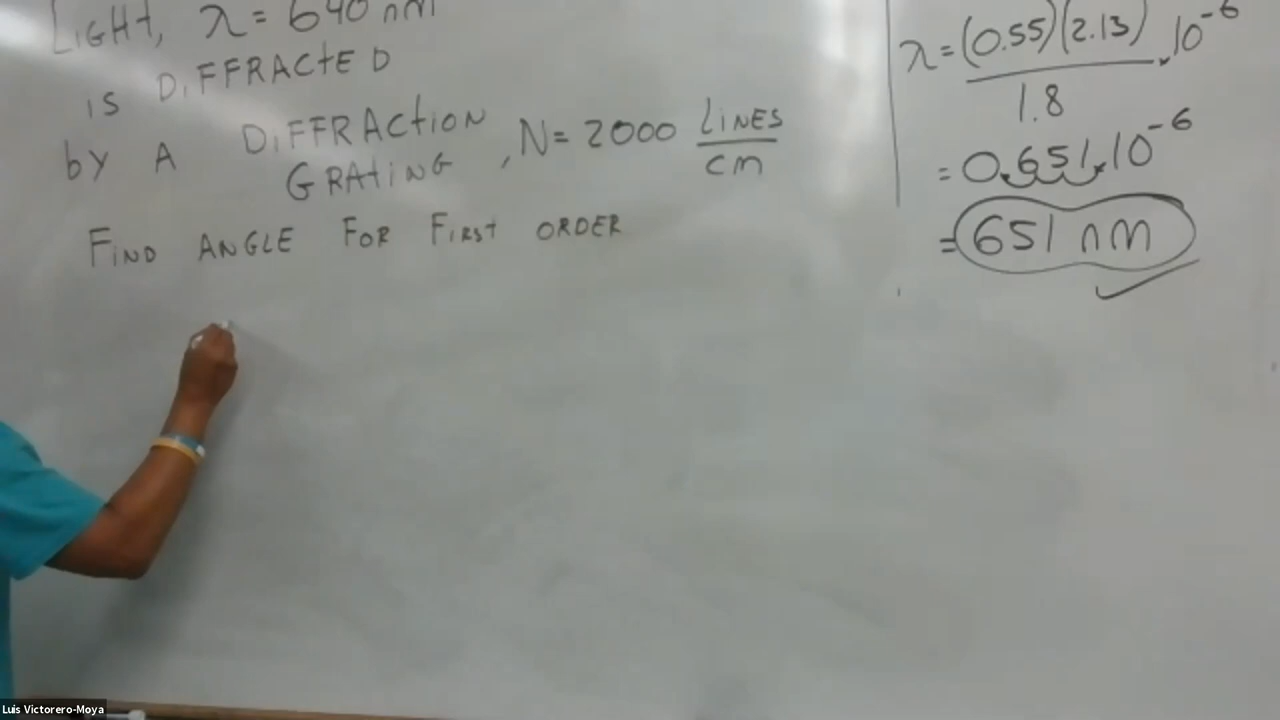 LIGHT, λ = 640 nm
is DIFFRACTED
by A DIFFRACTION GRATING, N = 2000 LINES/cm
FIND ANGLE FOR FIRST ORDER
λ = (0.55)(2.13)/1.8 · 10⁻⁶
= 0.651 · 10⁻⁶
= 651 nm
Luis Victorero-Moya